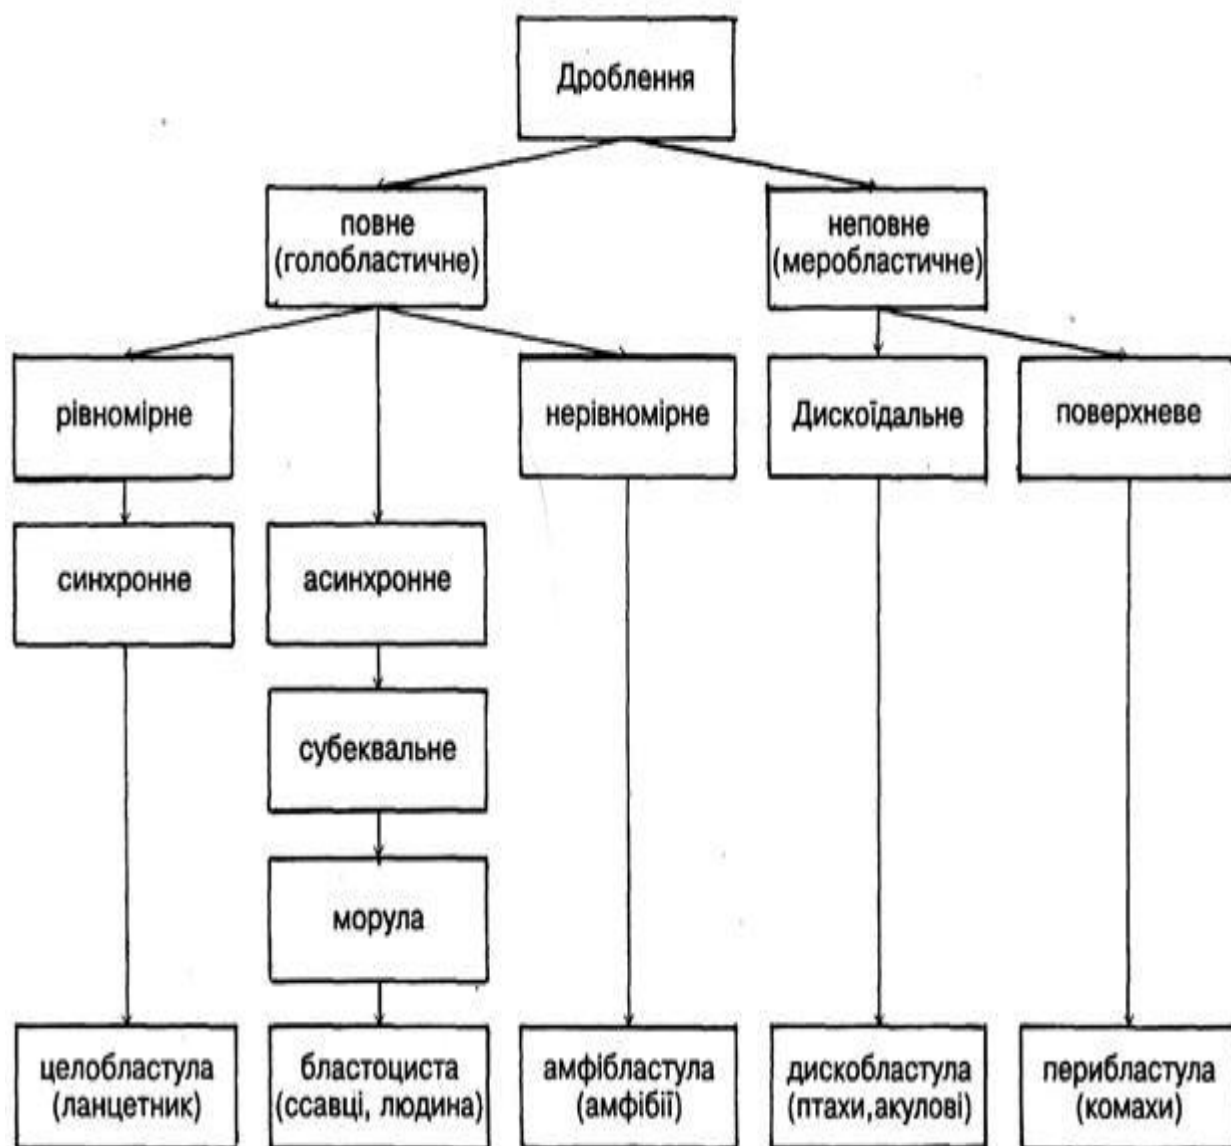 Дроблення
повне
(голобластичне)
неповне
(меробластичне)
рівномірне
нерівномірне
Дискоїдальне
поверхневе
синхронне
асинхронне
субеквальне
морула
целобластула
(ланцетник)
бластоциста
(ссавці, людина)
амфібластула
(амфібії)
дискобластула
(птахи,акулові)
перибластула
(комахи)